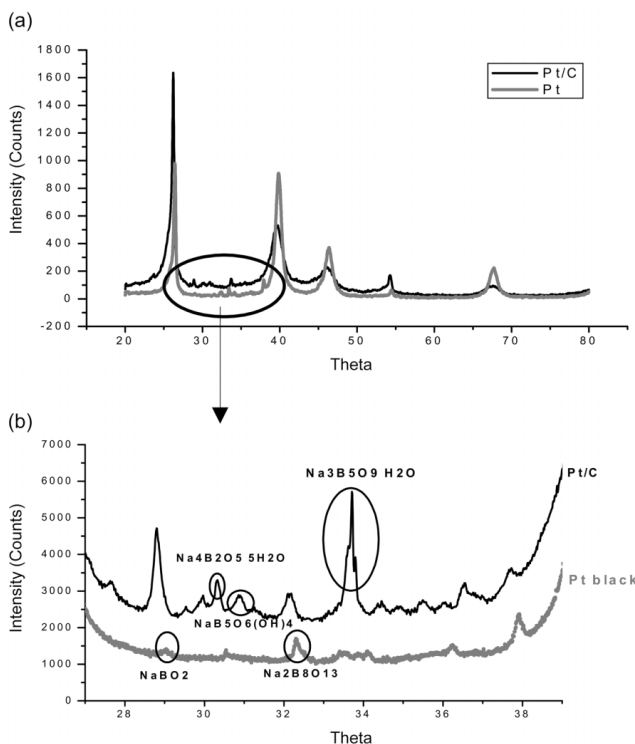 (a)
1800
1600
1400
1200
1000
800
600
400
200
0
-200
Intensity (Counts)
Pt/C
Pt
20 30 40 50 60 70 80
Theta
(b)
7000
6000
5000
4000
3000
2000
1000
0
Intensity (Counts)
Na3B5O9 H2O
Pt/C
Na4B2O5 5H2O
Pt black
NaB5O6(OH)4
NaBO2
Na2B8O13
28 30 32 34 36 38
Theta